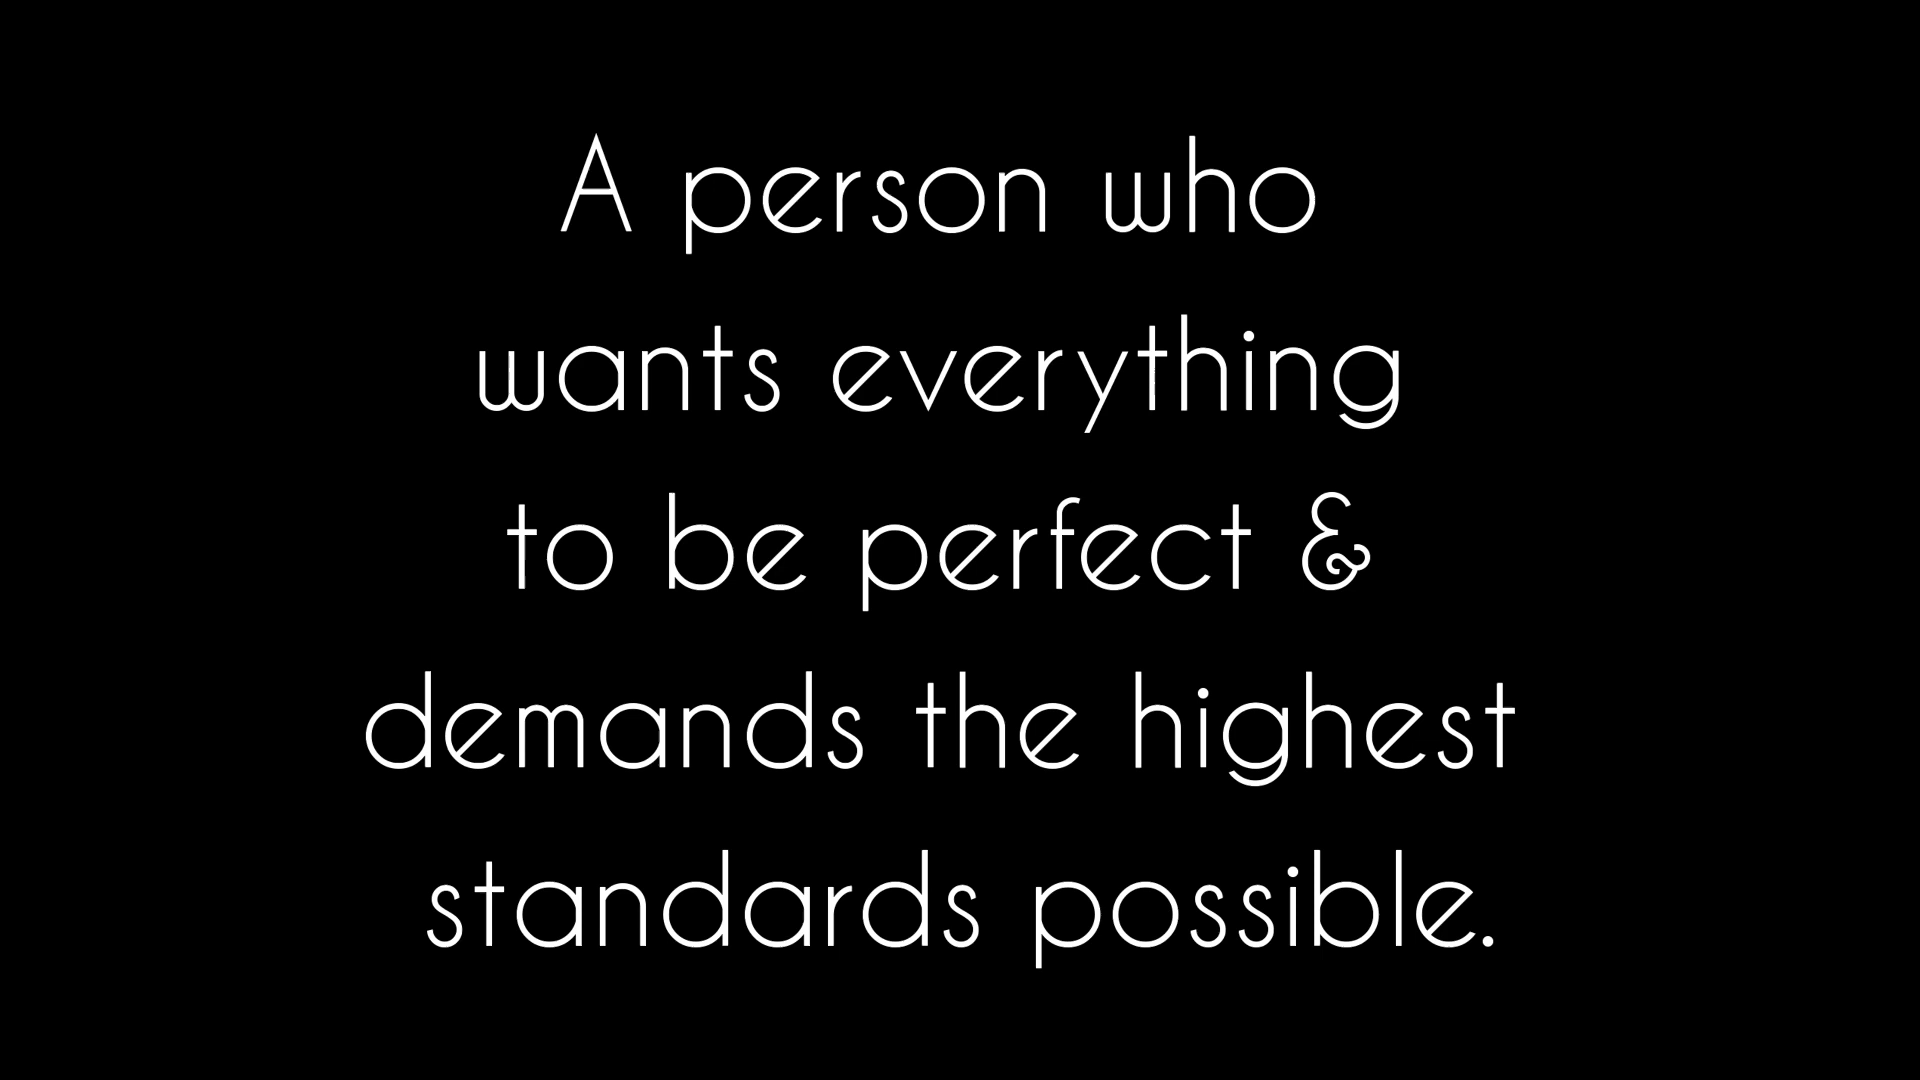 A person who
wants everything
to be perfect &
demands the highest
standards possible.